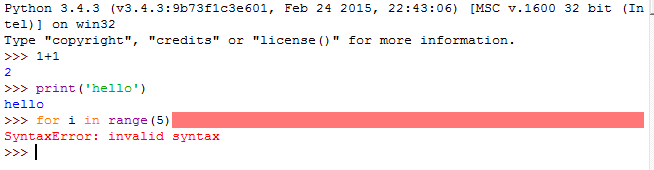 Python 3.4.3 (v3.4.3:9b73f1c3e601, Feb 24 2015, 22:43:06) [MSC v.1600 32 bit (In
tel)] on win32
Type "copyright", "credits" or "license()" for more information.
>>> 1+1
2
>>> print('hello')
hello
>>> for i in range(5)
SyntaxError: invalid syntax
>>>